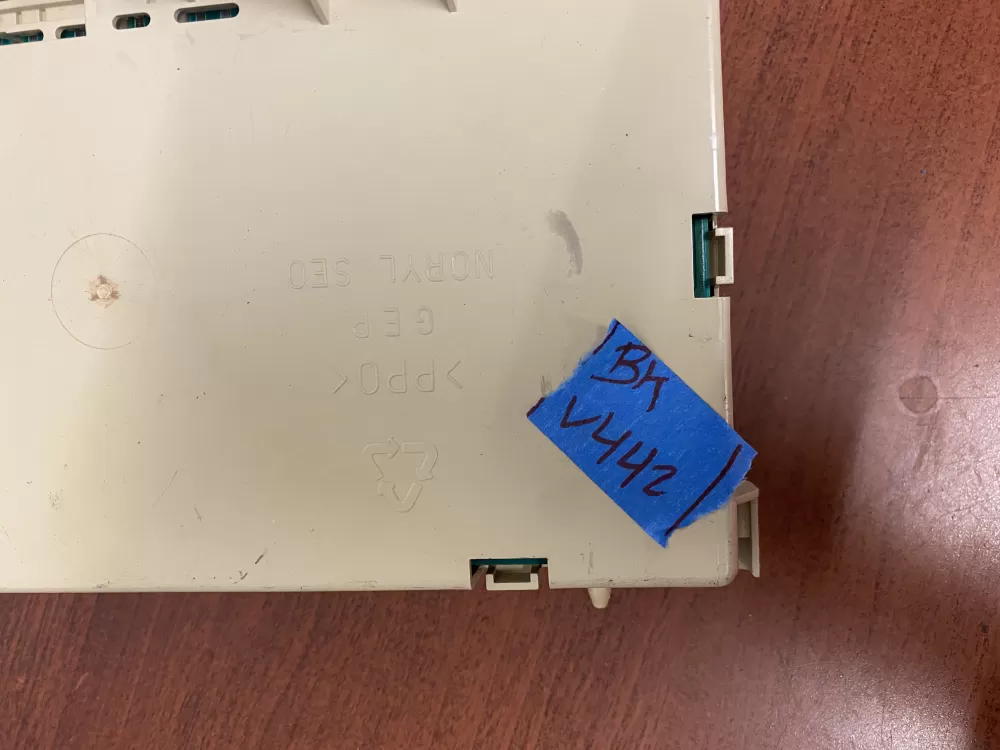 >PPO<
GEP
NORYL SEO
BK
V442